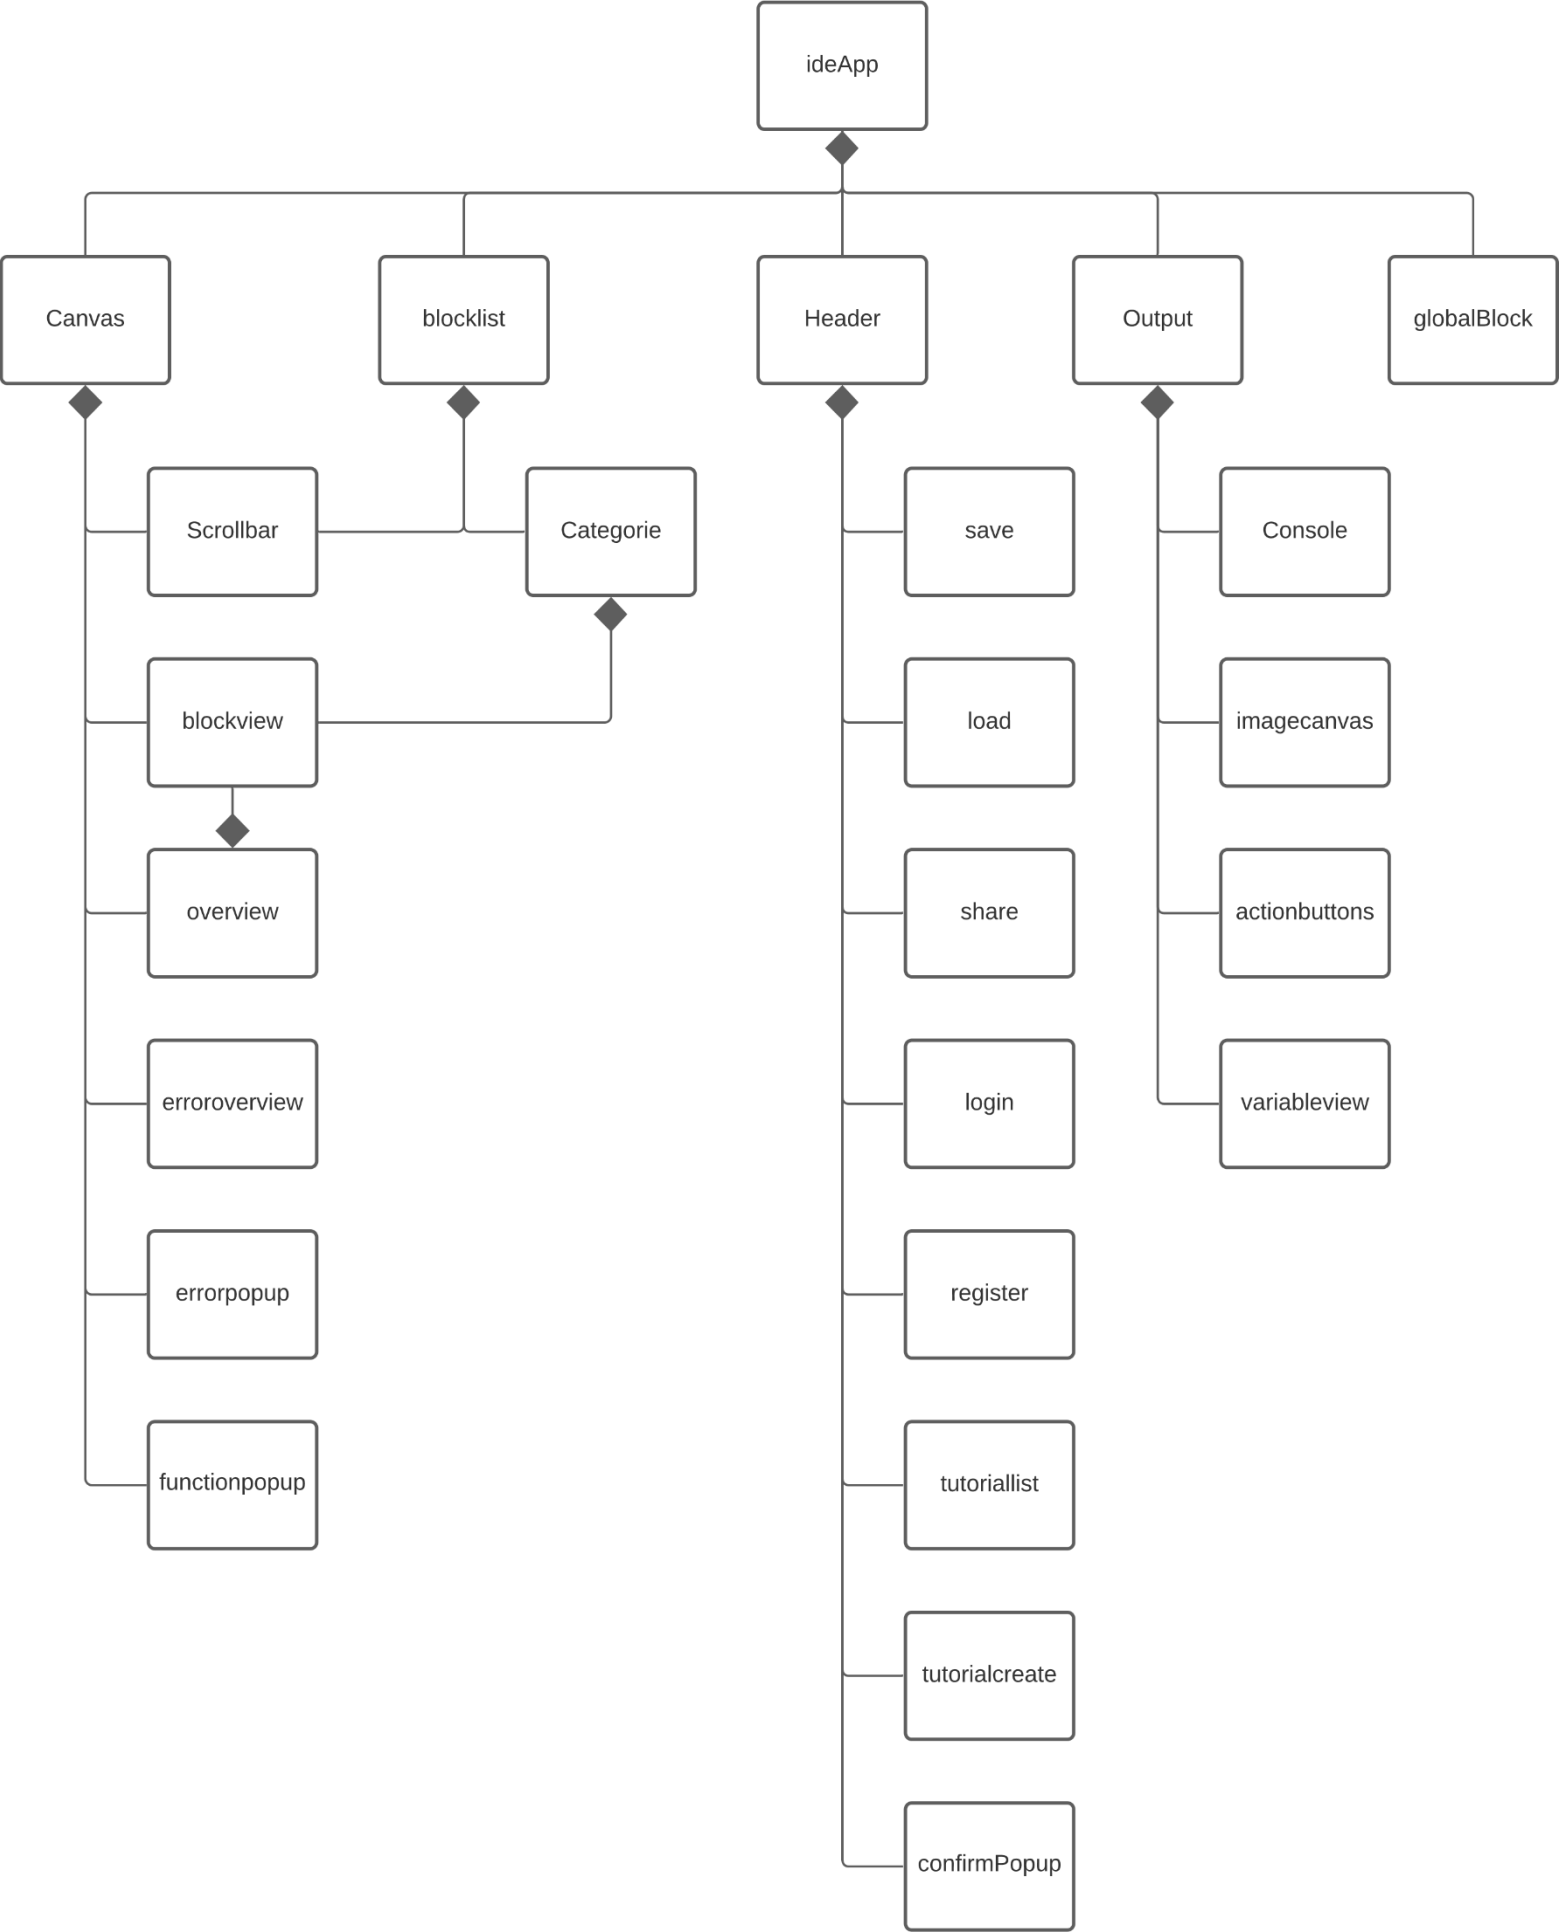 ideApp
Canvas
blocklist
Header
Output
globalBlock
Scrollbar
Categorie
save
Console
blockview
load
imagecanvas
overview
share
actionbuttons
erroroverview
login
variableview
errorpopup
register
functionpopup
tutoriallist
tutorialcreate
confirmPopup